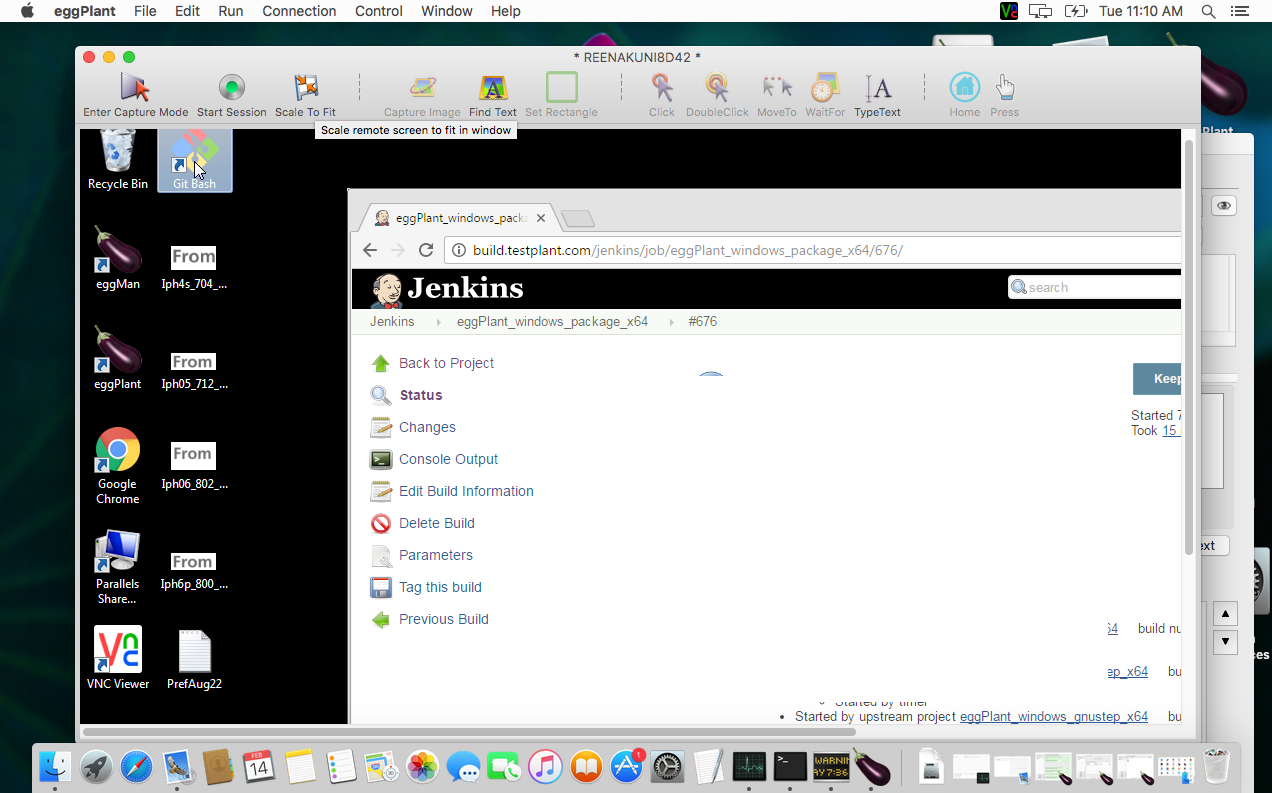 eggPlant File Edit Run Connection Control Window Help Tue 11:10 AM
* REENAKUNI8D42 *
Enter Capture Mode Start Session Scale To Fit Capture Image Find Text Set Rectangle Click DoubleClick MoveTo WaitFor TypeText Home Press
Scale remote screen to fit in window
Plant
Recycle Bin Git Bash
eggPlant_windows_packa
build.testplant.com/jenkins/job/eggPlant_windows_package_x64/676/
From
eggMan Iph4s_704_...
Jenkins search
Jenkins eggPlant_windows_package_x64 #676
From
eggPlant Iph05_712_...
Back to Project
Keep
Status
Started 7
Changes
Took 15
From
Console Output
Google Chrome Iph06_802_...
Edit Build Information
Delete Build
ext
Parameters
From
Parallels Share... Iph6p_800_...
Tag this build
Previous Build
64 build nu
ces
ep_x64 bu
VNC Viewer PrefAug22
Started by timer
Started by upstream project eggPlant_windows_gnustep_x64 bu
FEB
14
1
WARNIN
AY 7:36